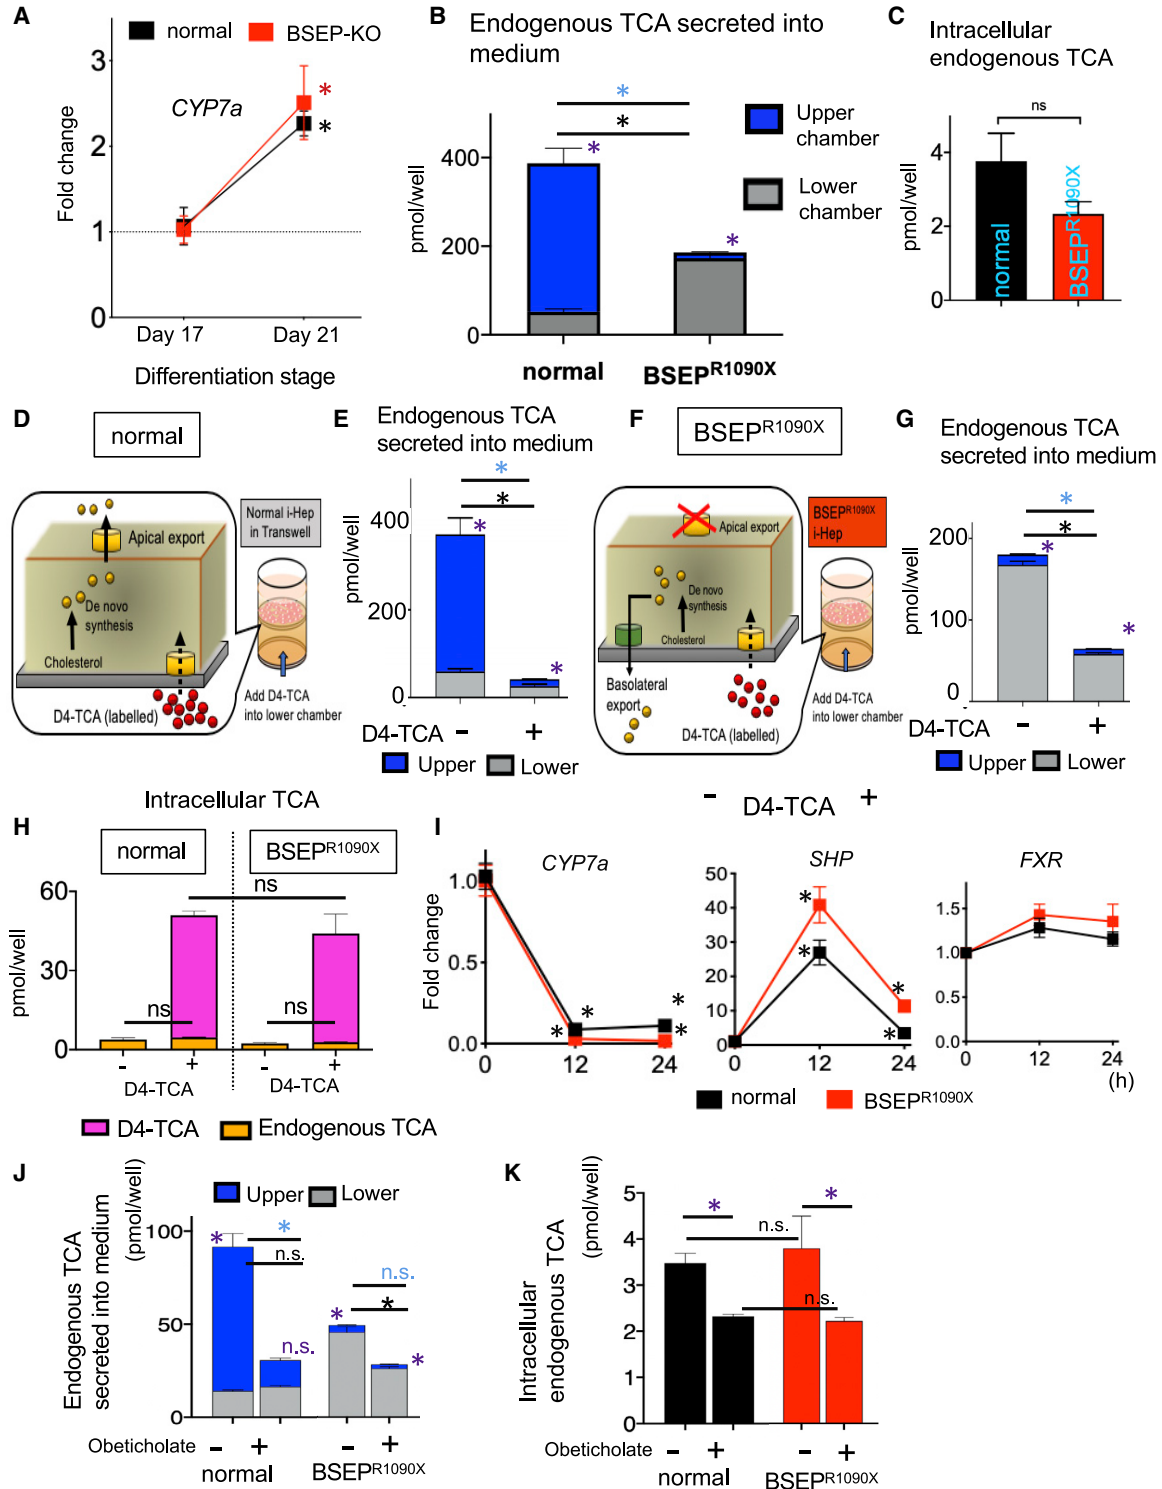 A
normal
BSEP-KO
3
2
1
0
Fold change
CYP7a
*
*
Day 17
Day 21
Differentiation stage
B
Endogenous TCA secreted into
medium
pmol/well
400
200
0
*
*
*
*
Upper
chamber
Lower
chamber
normal
BSEPR1090X
C
Intracellular
endogenous TCA
ns
pmol/well
4
2
0
normal
BSEPR1090X
D
normal
Apical export
De novo
synthesis
Cholesterol
D4-TCA (labelled)
Normal i-Hep
in Transwell
Add D4-TCA
into lower chamber
E
Endogenous TCA
secreted into medium
pmol/well
400
200
0
*
*
*
*
D4-TCA - +
Upper
Lower
F
BSEPR1090X
Apical export
De novo
synthesis
Cholesterol
Basolateral
export
D4-TCA (labelled)
BSEPR1090X
i-Hep
Add D4-TCA
into lower chamber
G
Endogenous TCA
secreted into medium
pmol/well
200
100
0
*
*
*
*
D4-TCA - +
Upper
Lower
H
Intracellular TCA
normal
BSEPR1090X
pmol/well
60
30
0
ns
ns
ns
- +
D4-TCA
- +
D4-TCA
D4-TCA
Endogenous TCA
I
- D4-TCA +
CYP7a
Fold change
1.0
0.5
0.0
*
*
*
*
0 12 24
SHP
50
40
30
20
10
0
*
*
*
*
0 12 24
FXR
1.5
1.0
0.5
0.0
0 12 24
(h)
normal
BSEPR1090X
J
Endogenous TCA
secreted into medium
(pmol/well)
Upper
Lower
100
50
0
*
*
n.s.
n.s.
n.s.
*
*
*
Obeticholate - + - +
normal
BSEPR1090X
K
Intracellular
endogenous TCA
(pmol/well)
5
4
3
2
1
0
*
*
n.s.
n.s.
Obeticholate - + - +
normal
BSEPR1090X